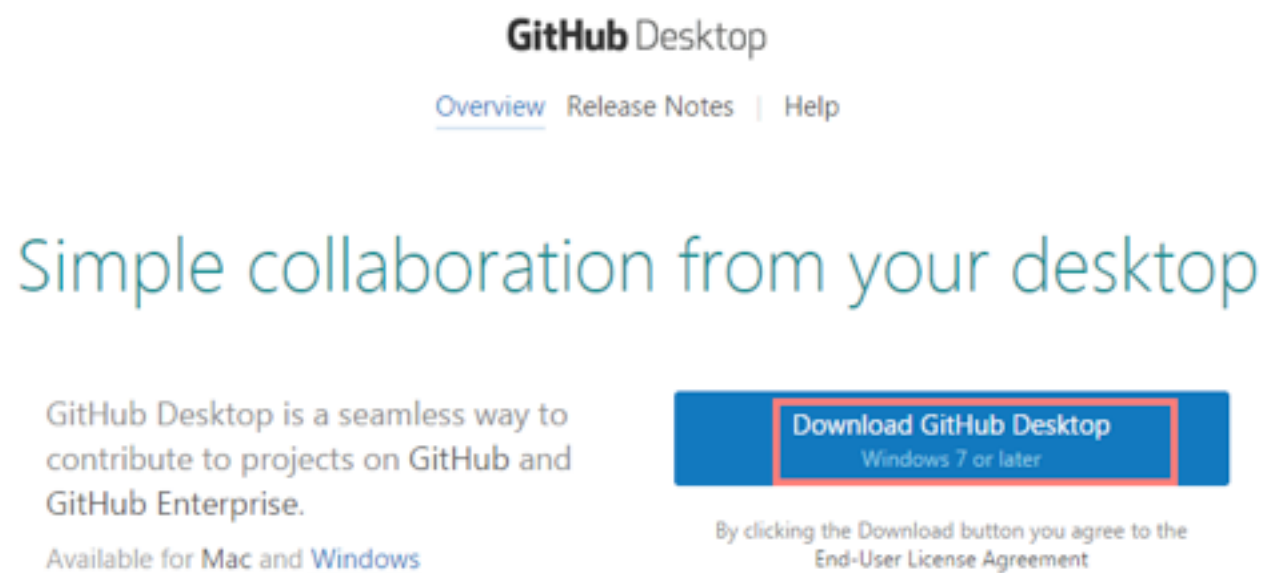 GitHub Desktop
Overview Release Notes | Help
Simple collaboration from your desktop
GitHub Desktop is a seamless way to
contribute to projects on GitHub and
GitHub Enterprise.
Available for Mac and Windows
Download GitHub Desktop
Windows 7 or later
By clicking the Download button you agree to the
End-User License Agreement